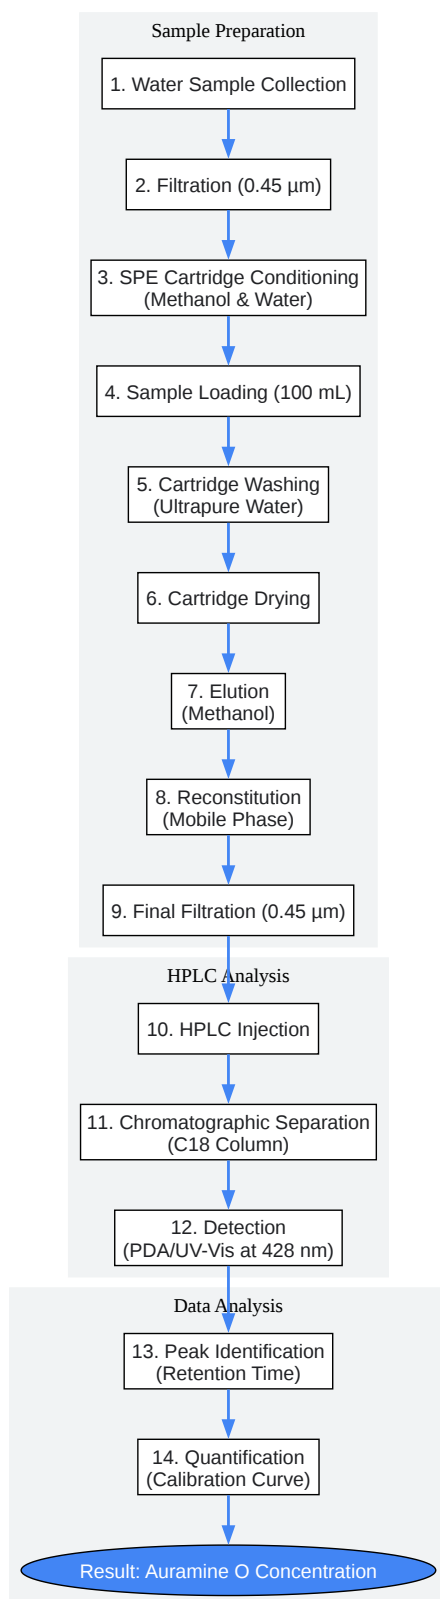 Sample Preparation
1. Water Sample Collection
2. Filtration (0.45 µm)
3. SPE Cartridge Conditioning
(Methanol & Water)
4. Sample Loading (100 mL)
5. Cartridge Washing
(Ultrapure Water)
6. Cartridge Drying
7. Elution
(Methanol)
8. Reconstitution
(Mobile Phase)
9. Final Filtration (0.45 µm)
HPLC Analysis
10. HPLC Injection
11. Chromatographic Separation
(C18 Column)
12. Detection
(PDA/UV-Vis at 428 nm)
Data Analysis
13. Peak Identification
(Retention Time)
14. Quantification
(Calibration Curve)
Result: Auramine O Concentration